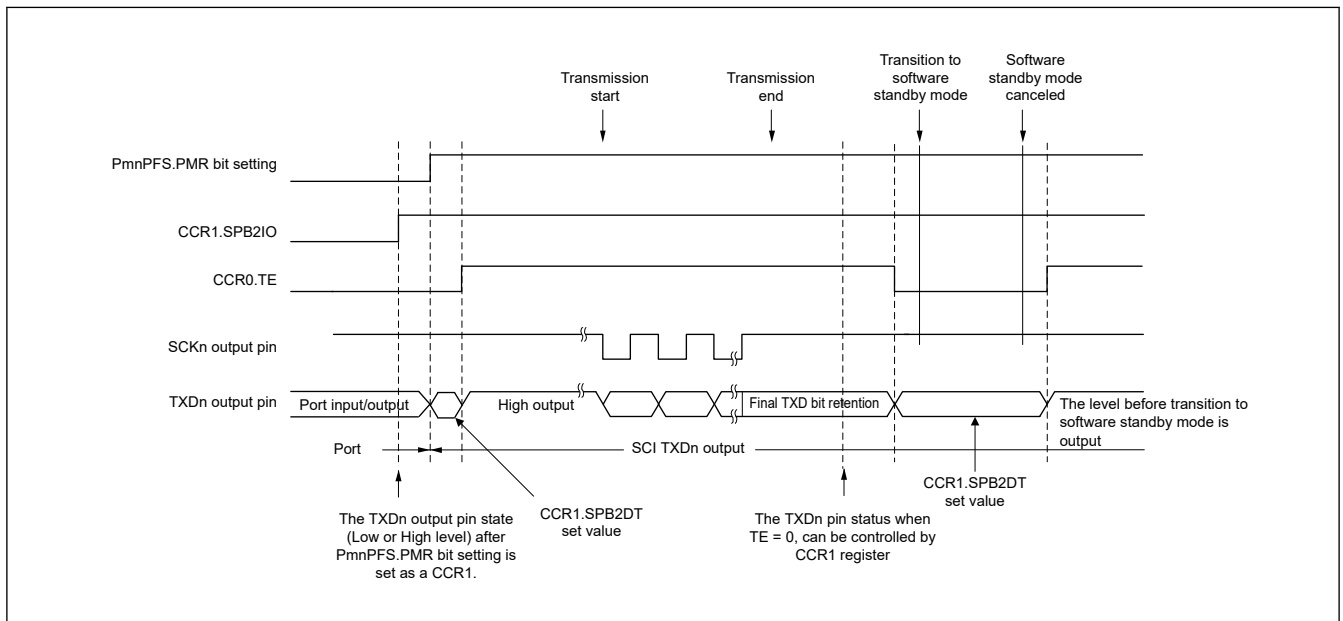 Transmission
start
Transmission
end
Transition to
software
standby mode
Software
standby mode
canceled
PmnPFS.PMR bit setting
CCR1.SPB2IO
CCR0.TE
SCKn output pin
TXDn output pin
Port input/output
High output
Final TXD bit retention
The level before transition to
software standby mode is
output
Port
SCI TXDn output
CCR1.SPB2DT
set value
The TXDn output pin state
(Low or High level) after
PmnPFS.PMR bit setting is
set as a CCR1.
CCR1.SPB2DT
set value
The TXDn pin status when
TE = 0, can be controlled by
CCR1 register